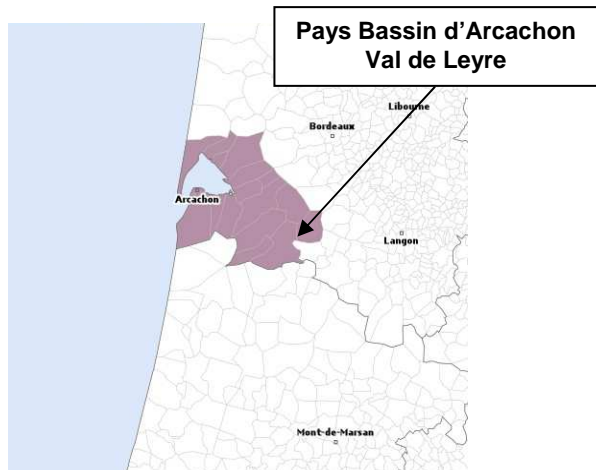 Pays Bassin d’Arcachon
Val de Leyre
Libourne
Bordeaux
Arcachon
Langon
Mont-de-Marsan